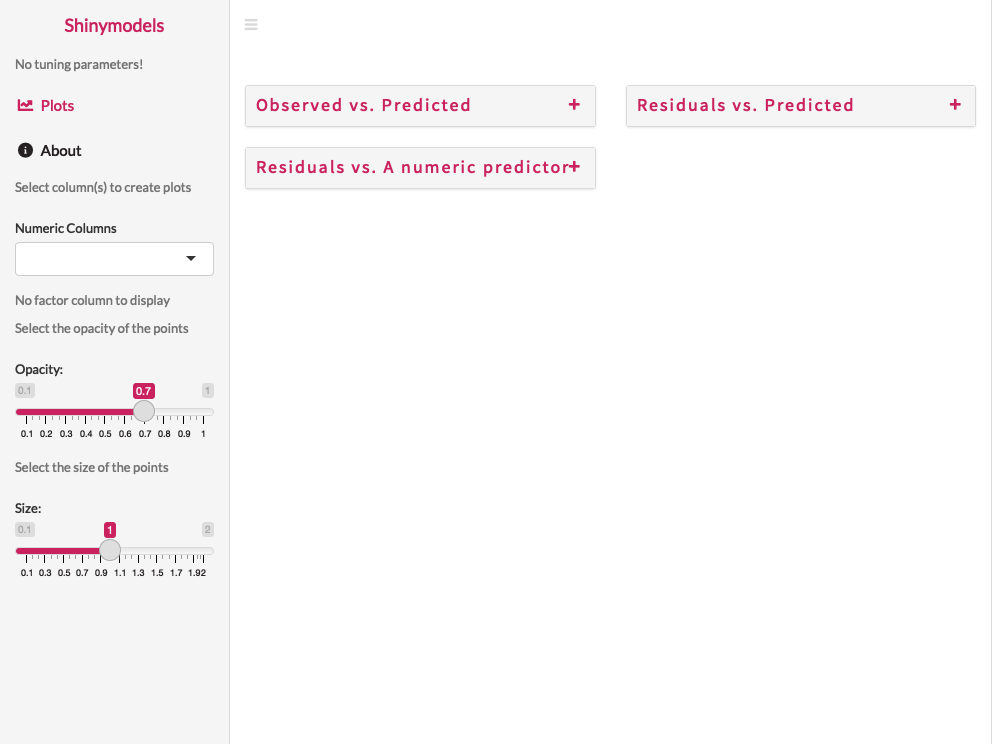 Shinymodels
No tuning parameters!
Plots
About
Select column(s) to create plots
Numeric Columns
No factor column to display
Select the opacity of the points
Opacity:
0.1 0.7 1
0.1 0.2 0.3 0.4 0.5 0.6 0.7 0.8 0.9 1
Select the size of the points
Size:
0.1 1 2
0.1 0.3 0.5 0.7 0.9 1.1 1.3 1.5 1.7 1.92
Observed vs. Predicted
Residuals vs. Predicted
Residuals vs. A numeric predictor